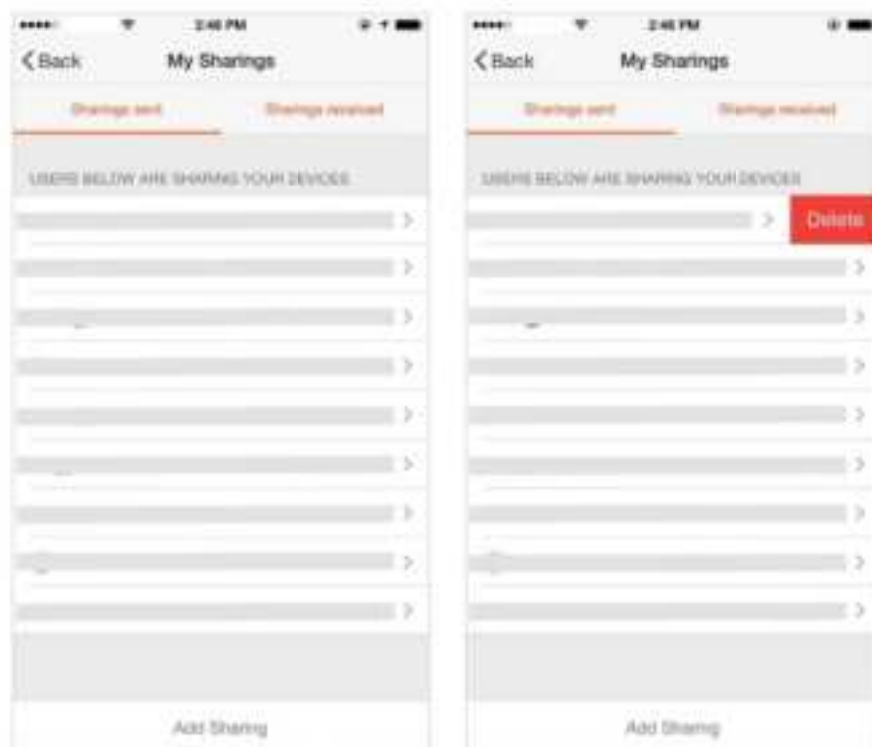 2:46 PM
Back
My Sharings
Sharings sent
Sharings received
USERS BELOW ARE SHARING YOUR DEVICES
Add Sharing
2:46 PM
Back
My Sharings
Sharings sent
Sharings received
USERS BELOW ARE SHARING YOUR DEVICES
Delete
Add Sharing